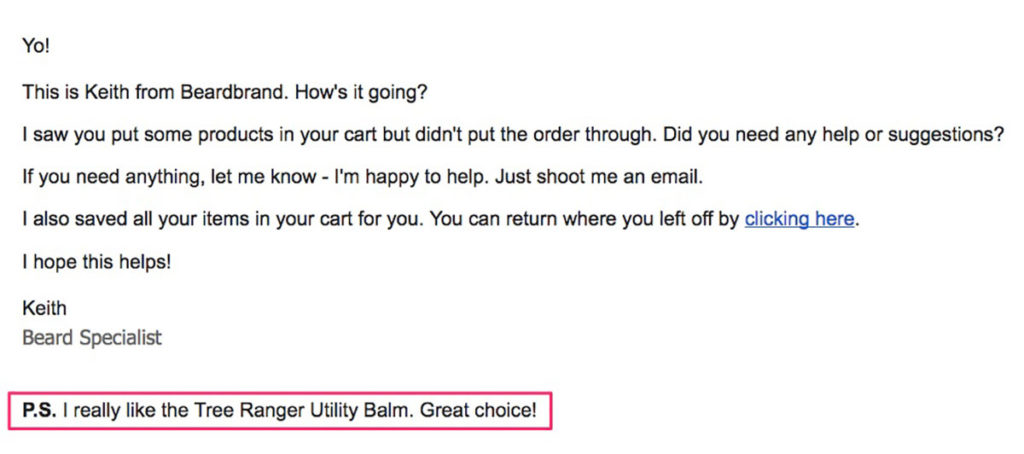 Yo!
This is Keith from Beardbrand. How's it going?
I saw you put some products in your cart but didn't put the order through. Did you need any help or suggestions?
If you need anything, let me know - I'm happy to help. Just shoot me an email.
I also saved all your items in your cart for you. You can return where you left off by clicking here.
I hope this helps!
Keith
Beard Specialist
P.S. I really like the Tree Ranger Utility Balm. Great choice!